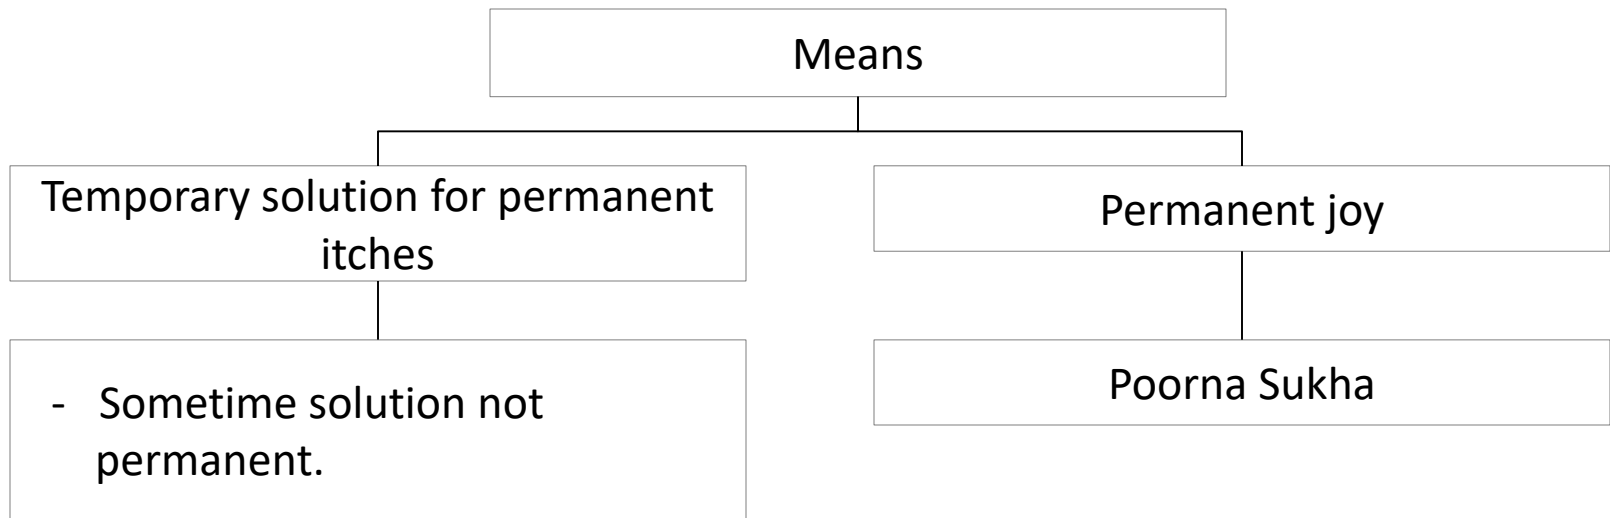 Means
Temporary solution for permanent
itches
Permanent joy
- Sometime solution not
permanent.
Poorna Sukha